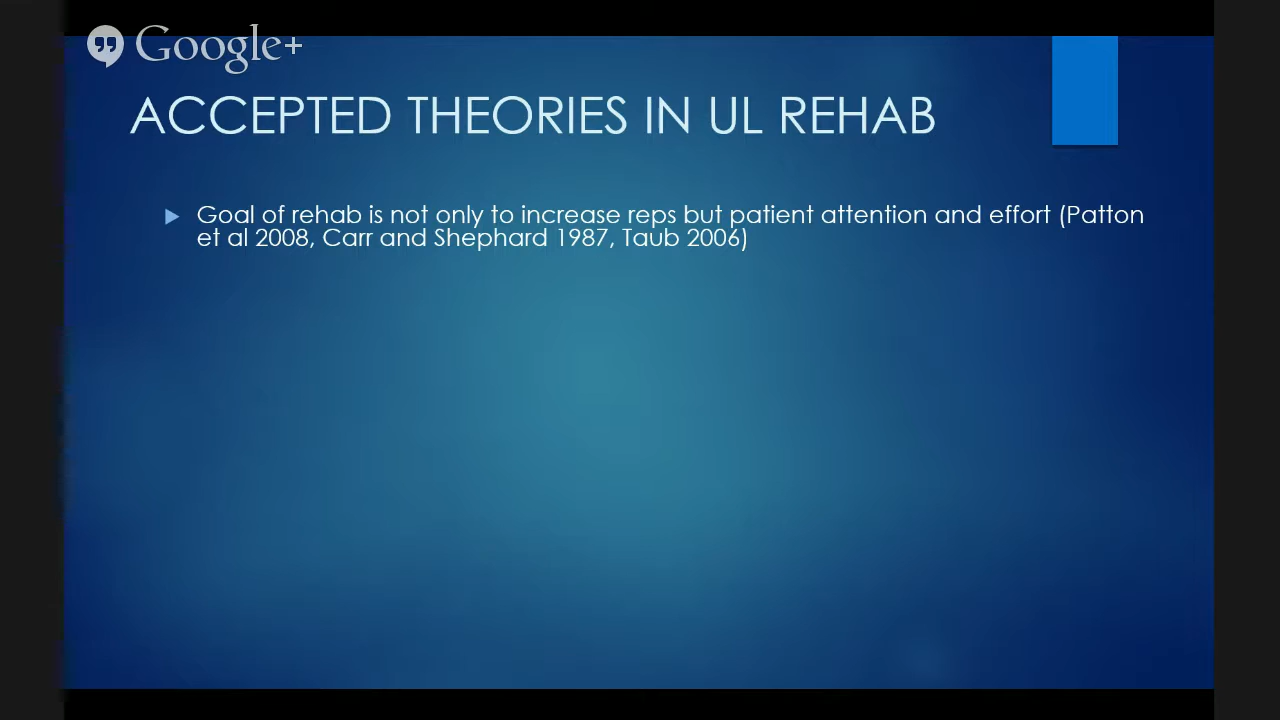 Google+
ACCEPTED THEORIES IN UL REHAB
Goal of rehab is not only to increase reps but patient attention and effort (Patton
et al 2008, Carr and Shephard 1987, Taub 2006)